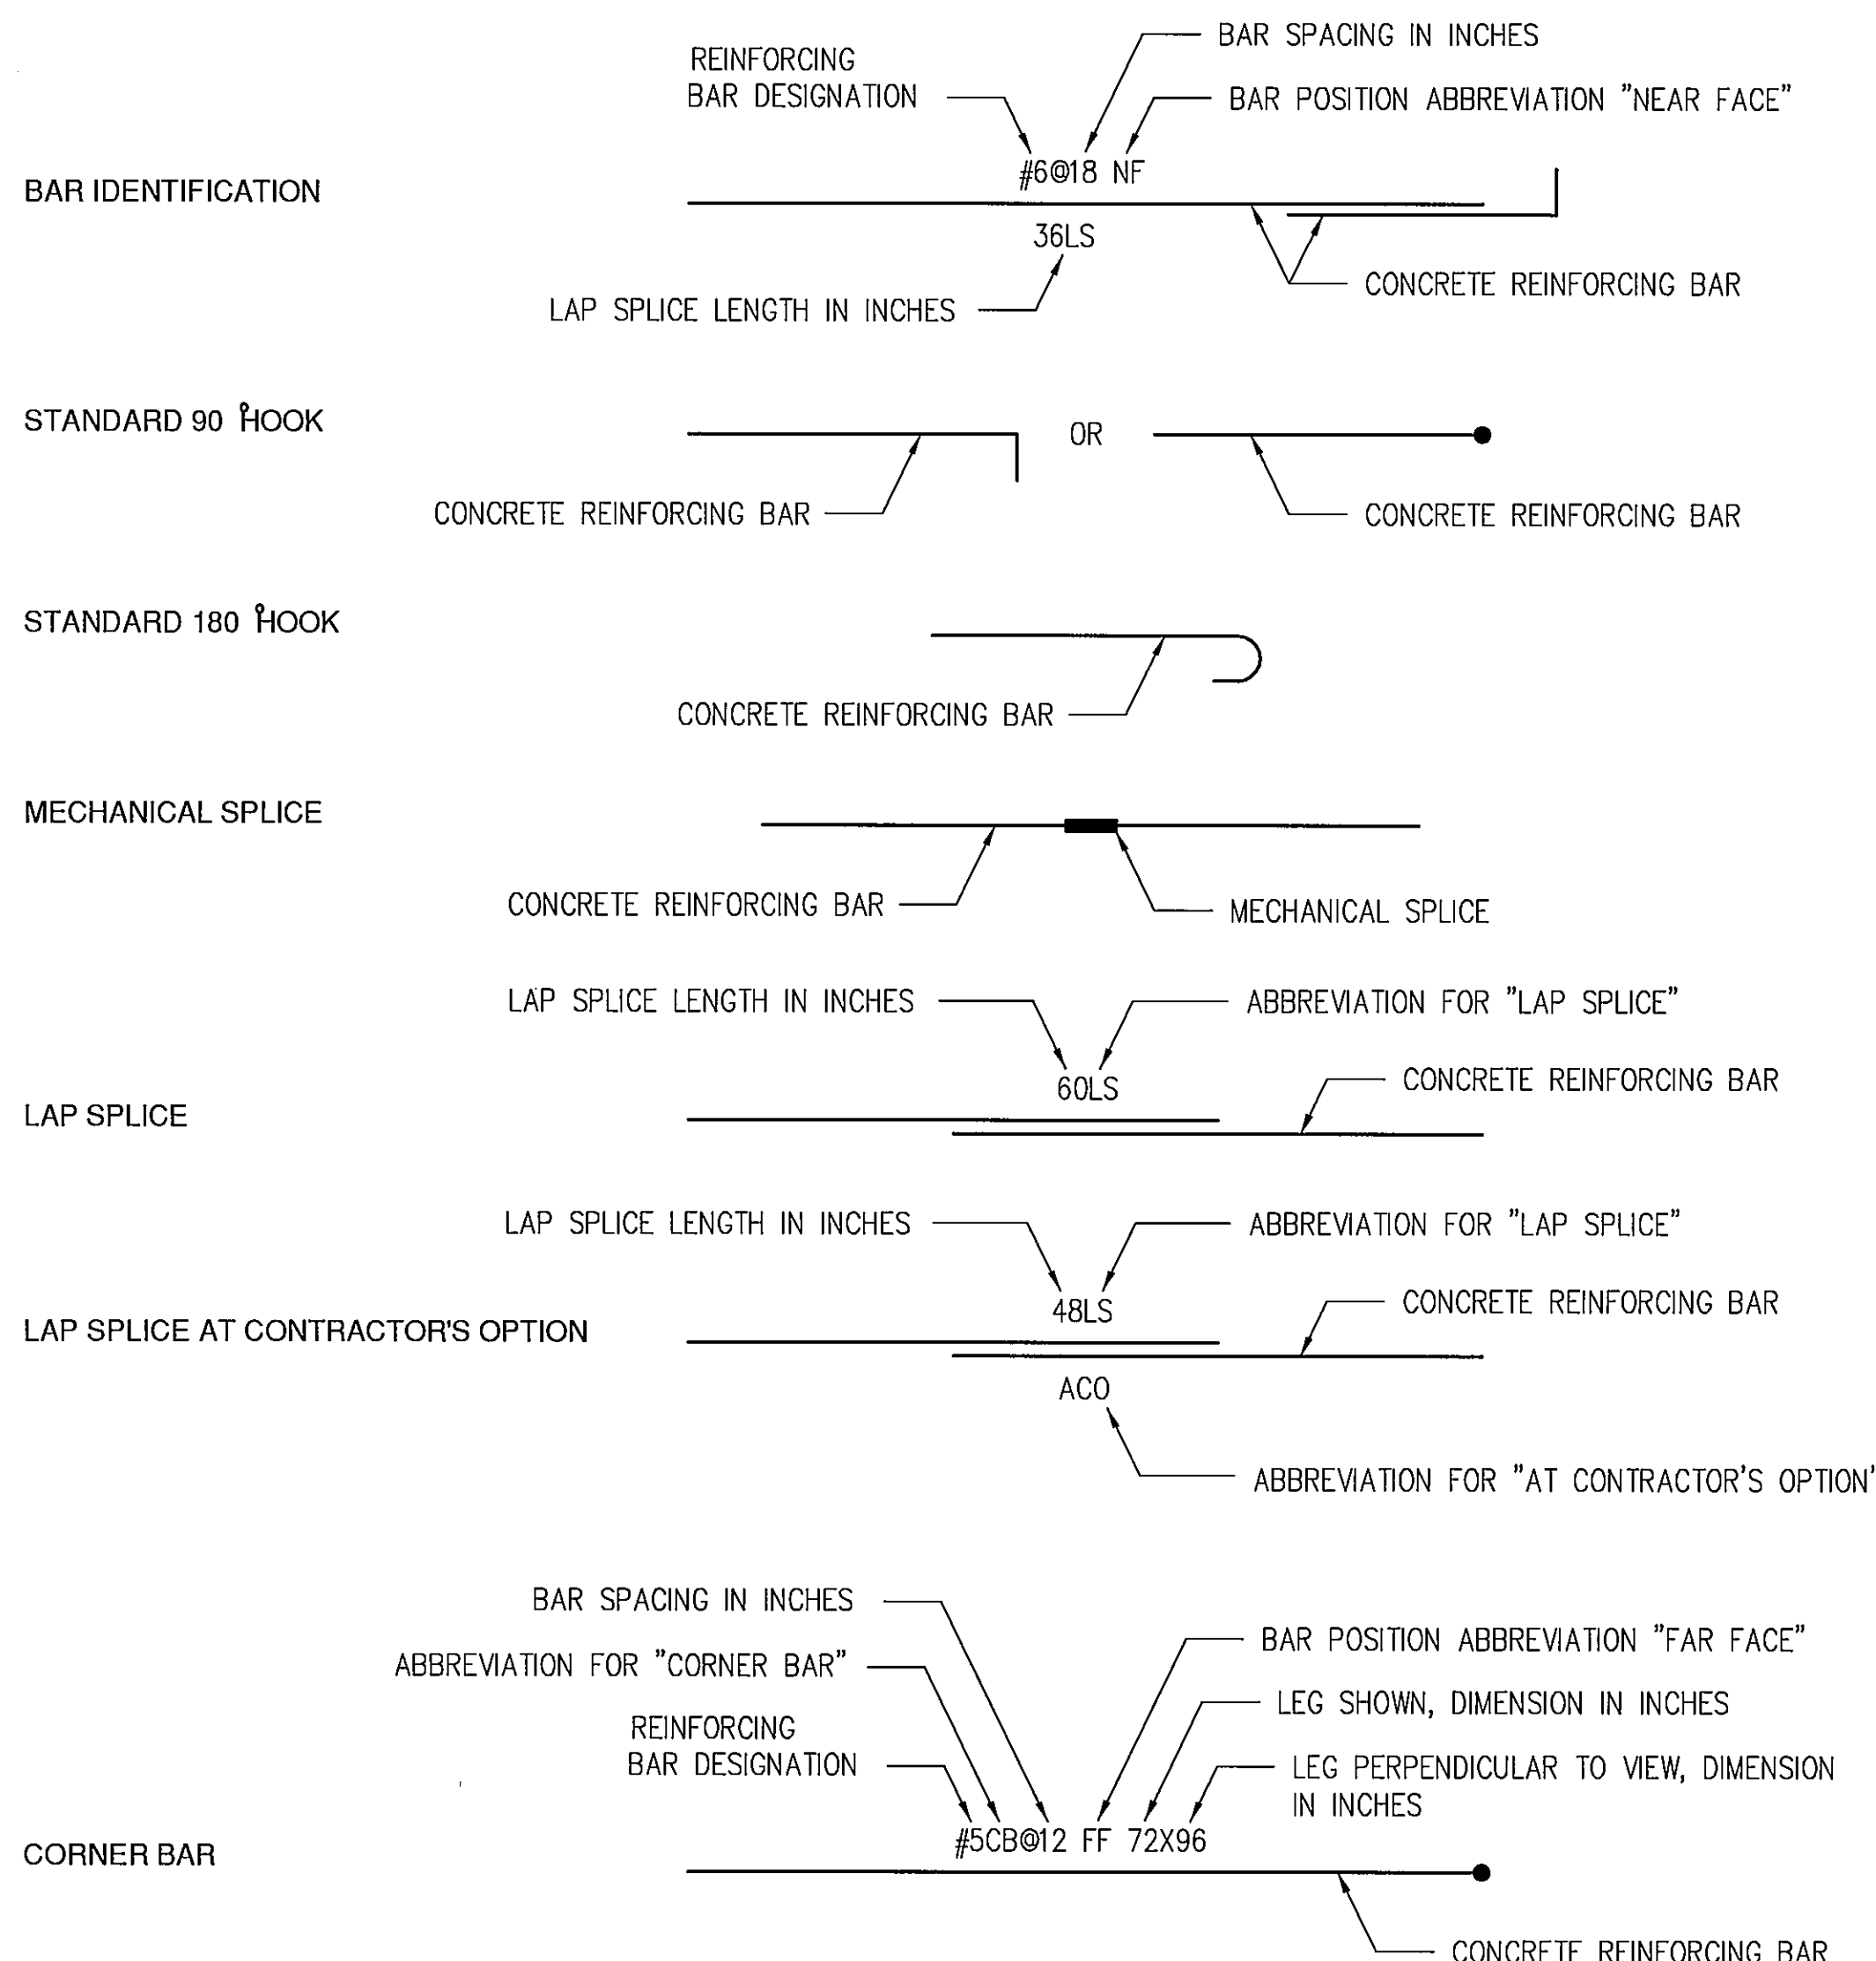 BAR SPACING IN INCHES
REINFORCING
BAR DESIGNATION
BAR POSITION ABBREVIATION "NEAR FACE"
#6@18 NF
BAR IDENTIFICATION
36LS
CONCRETE REINFORCING BAR
LAP SPLICE LENGTH IN INCHES
STANDARD 90 °HOOK
OR
CONCRETE REINFORCING BAR
CONCRETE REINFORCING BAR
STANDARD 180 °HOOK
CONCRETE REINFORCING BAR
MECHANICAL SPLICE
CONCRETE REINFORCING BAR
MECHANICAL SPLICE
LAP SPLICE LENGTH IN INCHES
ABBREVIATION FOR "LAP SPLICE"
60LS
CONCRETE REINFORCING BAR
LAP SPLICE
LAP SPLICE LENGTH IN INCHES
ABBREVIATION FOR "LAP SPLICE"
48LS
CONCRETE REINFORCING BAR
LAP SPLICE AT CONTRACTOR'S OPTION
ACO
ABBREVIATION FOR "AT CONTRACTOR'S OPTION'
BAR SPACING IN INCHES
BAR POSITION ABBREVIATION "FAR FACE"
ABBREVIATION FOR "CORNER BAR"
LEG SHOWN, DIMENSION IN INCHES
REINFORCING
BAR DESIGNATION
LEG PERPENDICULAR TO VIEW, DIMENSION
IN INCHES
#5CB@12 FF 72X96
CORNER BAR
CONCRETE REINFORCING BAR